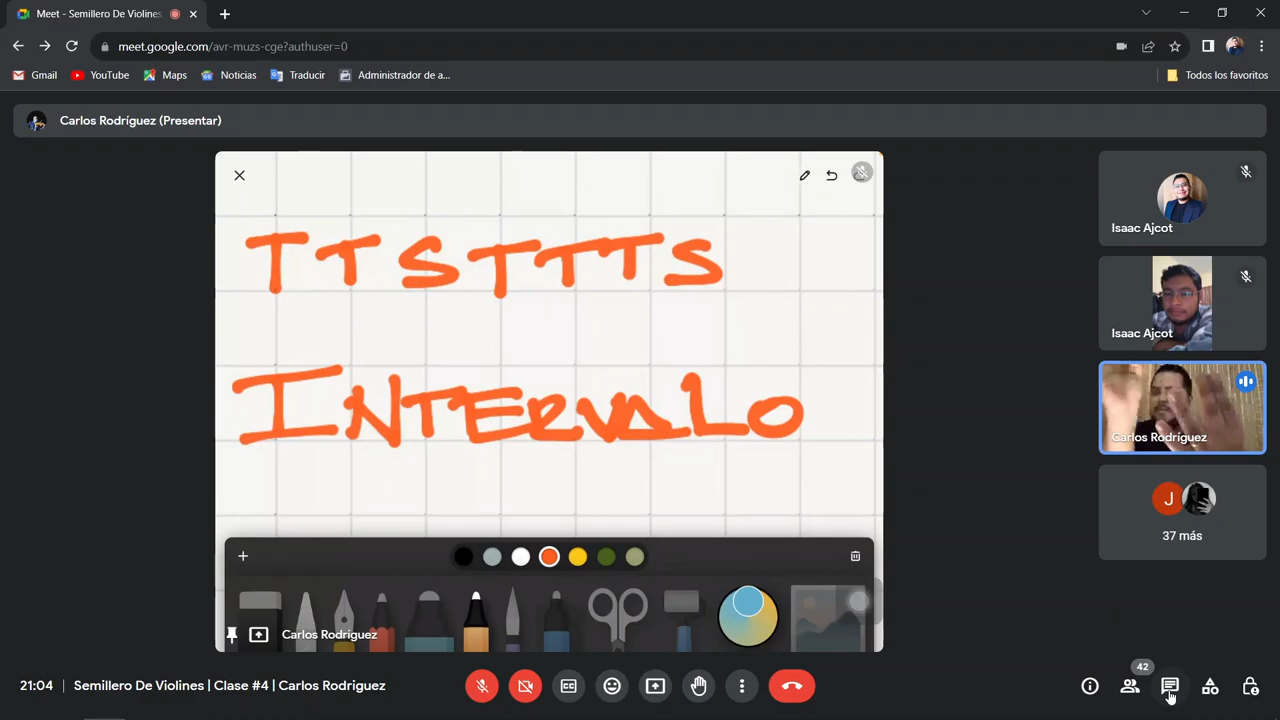 Meet - Semillero De Violines
meet.google.com/avr-muzs-cge?authuser=0
Gmail YouTube Maps Noticias Traducir Administrador de a... Todos los favoritos
Carlos Rodríguez (Presentar)
TTSTTTS
INTERVALO
Carlos Rodriguez
Isaac Ajcot
Isaac Ajcot
Carlos Rodríguez
J
37 más
21:04 | Semillero De Violines | Clase #4 | Carlos Rodriguez
CC
42